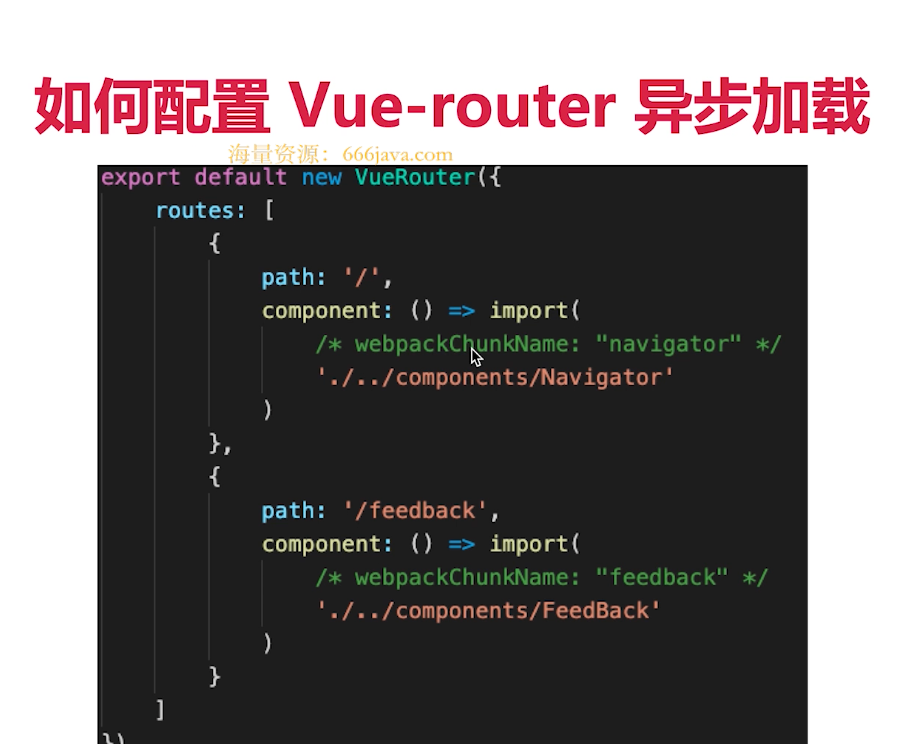 如何配置 Vue-router 异步加载
海量资源：666java.com
export default new VueRouter({
routes: [
{
path: '/',
component: () => import(
/* webpackChunkName: "navigator" */
'./../components/Navigator'
)
},
{
path: '/feedback',
component: () => import(
/* webpackChunkName: "feedback" */
'./../components/FeedBack'
)
}
]
})